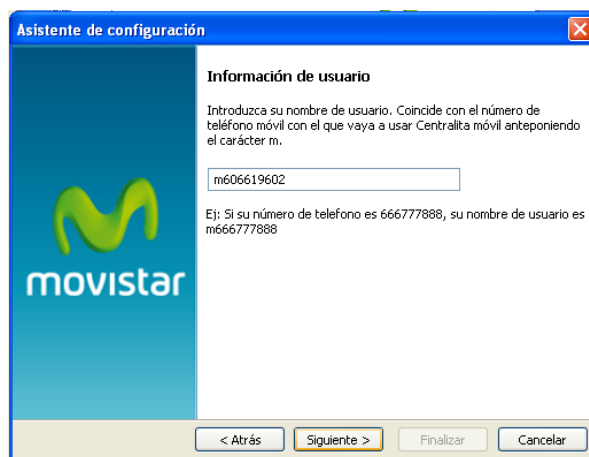 Asistente de configuración
Información de usuario
Introduzca su nombre de usuario. Coincide con el número de
teléfono móvil con el que vaya a usar Centralita móvil anteponiendo
el carácter m.
m606619602
Ej: Si su número de telefono es 666777888, su nombre de usuario es
m666777888
movistar
< Atrás
Siguiente >
Finalizar
Cancelar